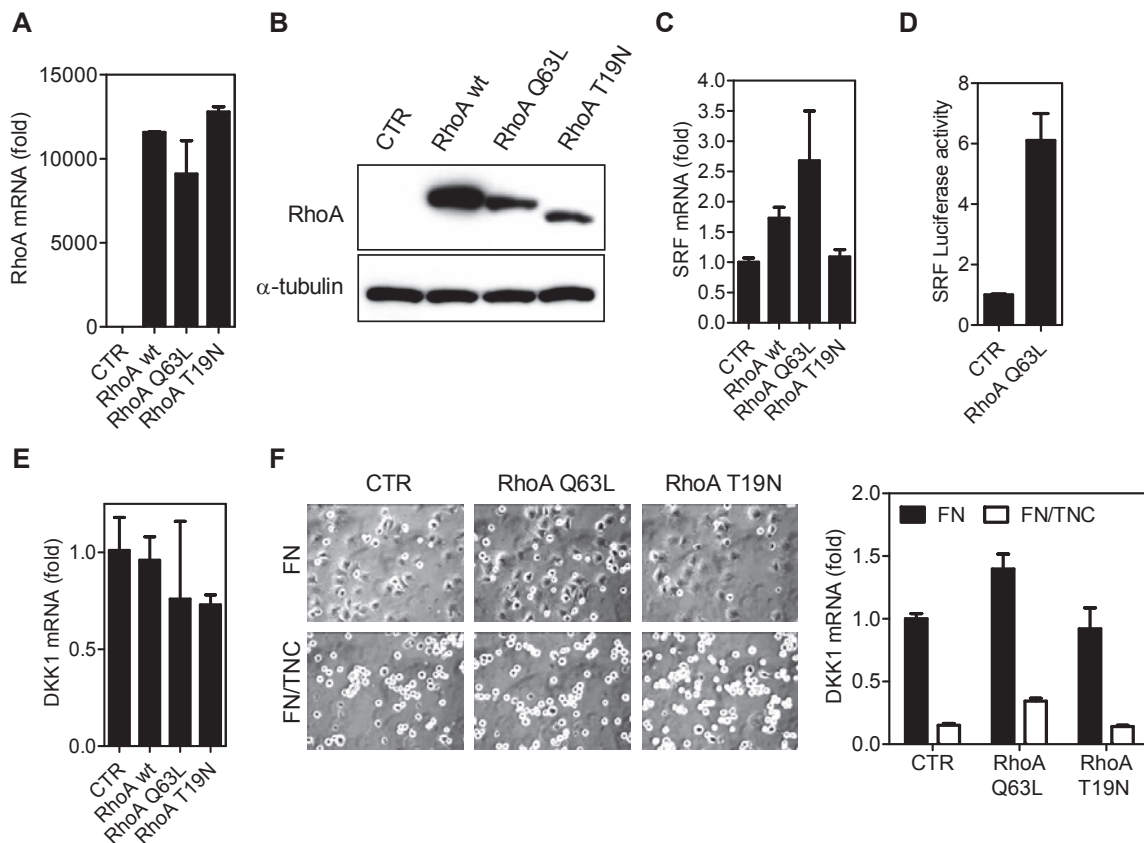 A
RhoA mRNA (fold)
15000
10000
5000
0
CTR
RhoA wt
RhoA Q63L
RhoA T19N
B
CTR
RhoA wt
RhoA Q63L
RhoA T19N
RhoA
α-tubulin
C
SRF mRNA (fold)
4.0
3.5
3.0
2.5
2.0
1.5
1.0
0.5
0.0
CTR
RhoA wt
RhoA Q63L
RhoA T19N
D
SRF Luciferase activity
8
6
4
2
0
CTR
RhoA Q63L
E
DKK1 mRNA (fold)
1.0
0.5
0.0
CTR
RhoA wt
RhoA Q63L
RhoA T19N
F
CTR
RhoA Q63L
RhoA T19N
FN
FN/TNC
DKK1 mRNA (fold)
2.0
1.5
1.0
0.5
0.0
FN
FN/TNC
CTR
RhoA
Q63L
RhoA
T19N